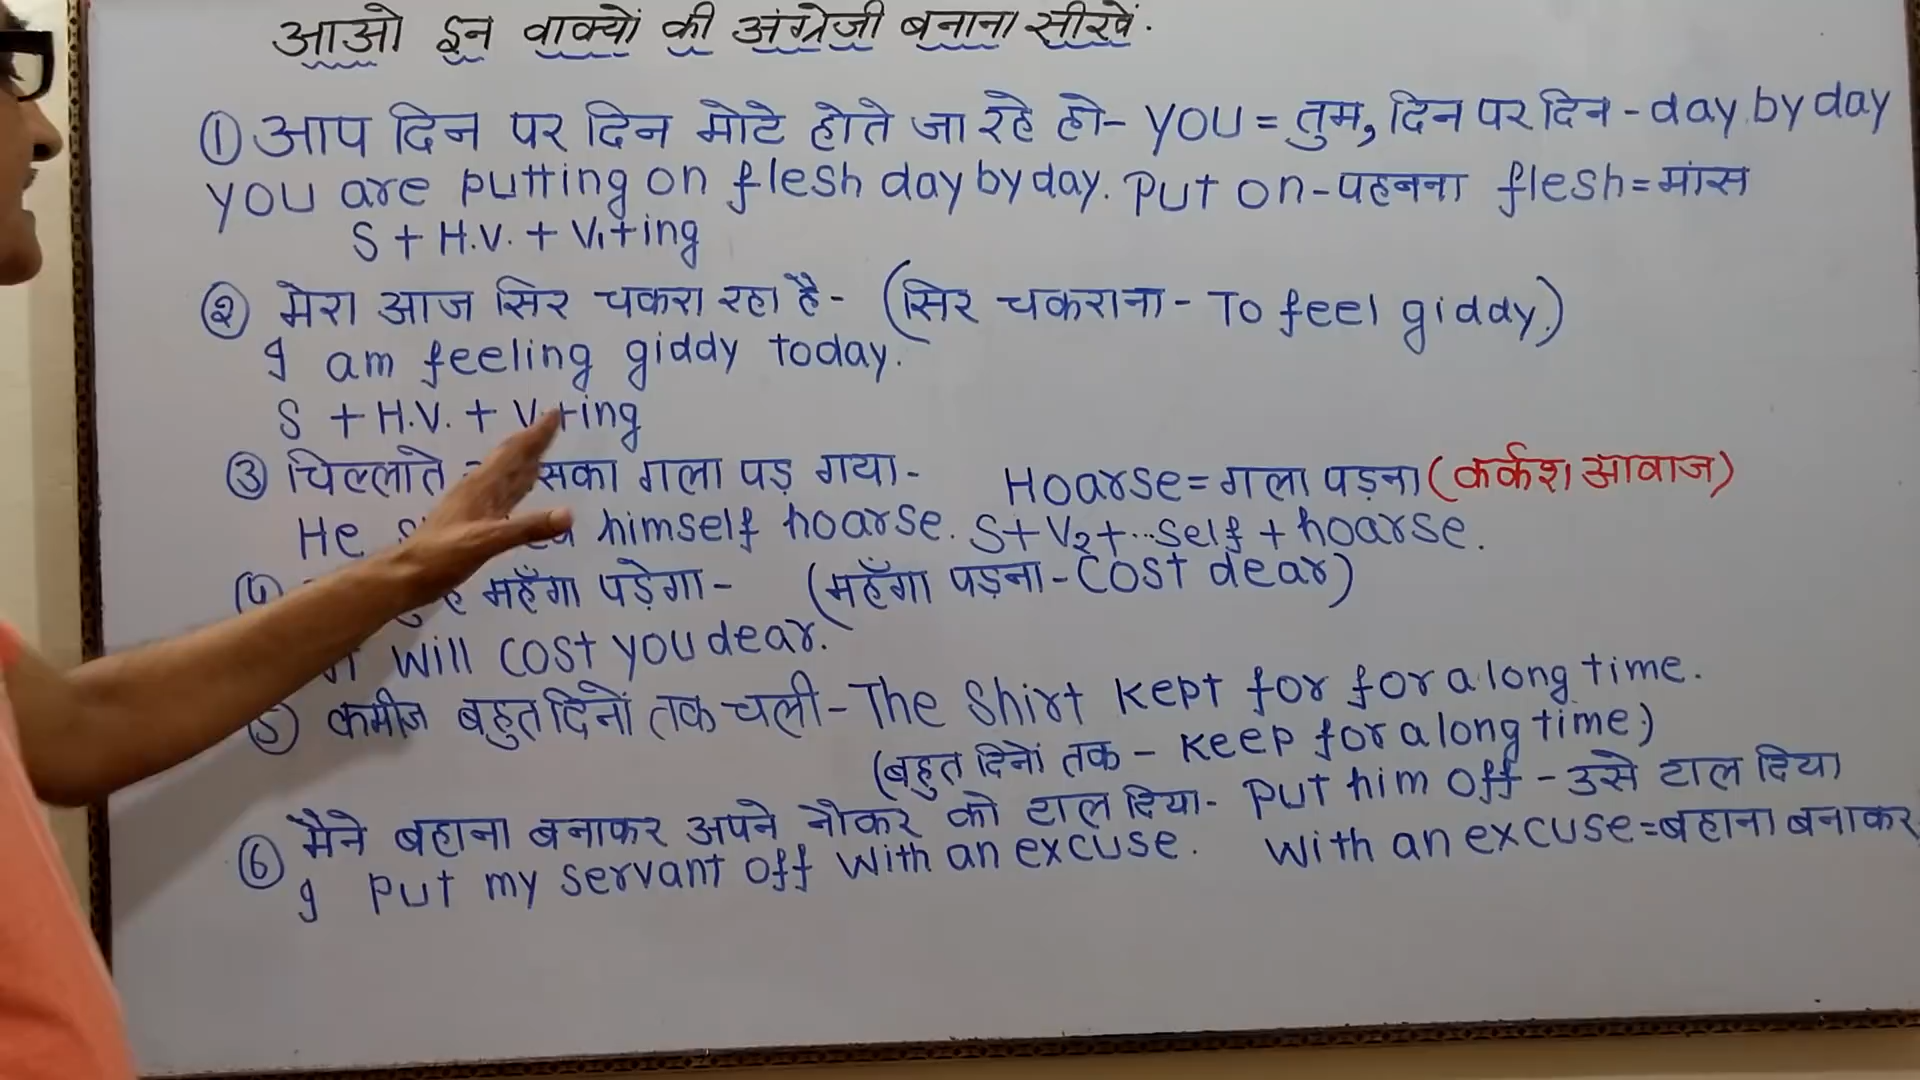 आओ इन वाक्यों की अंग्रेजी बनाना सीखें.
① आप दिन पर दिन मोटे होते जा रहे हो- YOU = तुम, दिन पर दिन - day by day
YOU are putting on flesh day by day. Put on-पहनना flesh=मांस
S + H.V. + V₁+ing
② मेरा आज सिर चकरा रहा है- (सिर चकराना - To feel giddy.)
I am feeling giddy today.
S + H.V. + V +ing
③ चिल्लाते सका गला पड़ गया- Hoarse=गला पड़ना (कर्कश आवाज)
He himself hoarse. S+V₂+...Self + hoarse.
महँगा पड़ेगा- (महँगा पड़ना-Cost dear)
will cost you dear.
5 कमीज बहुत दिनों तक चली-The Shirt kept for for a long time.
(बहुत दिनों तक - keep for a long time.)
⑥ मैने बहाना बनाकर अपने नौकर को टाल दिया- Put him off - उसे टाल दिया
I Put my servant off with an excuse. With an excuse=बहाना बनाकर